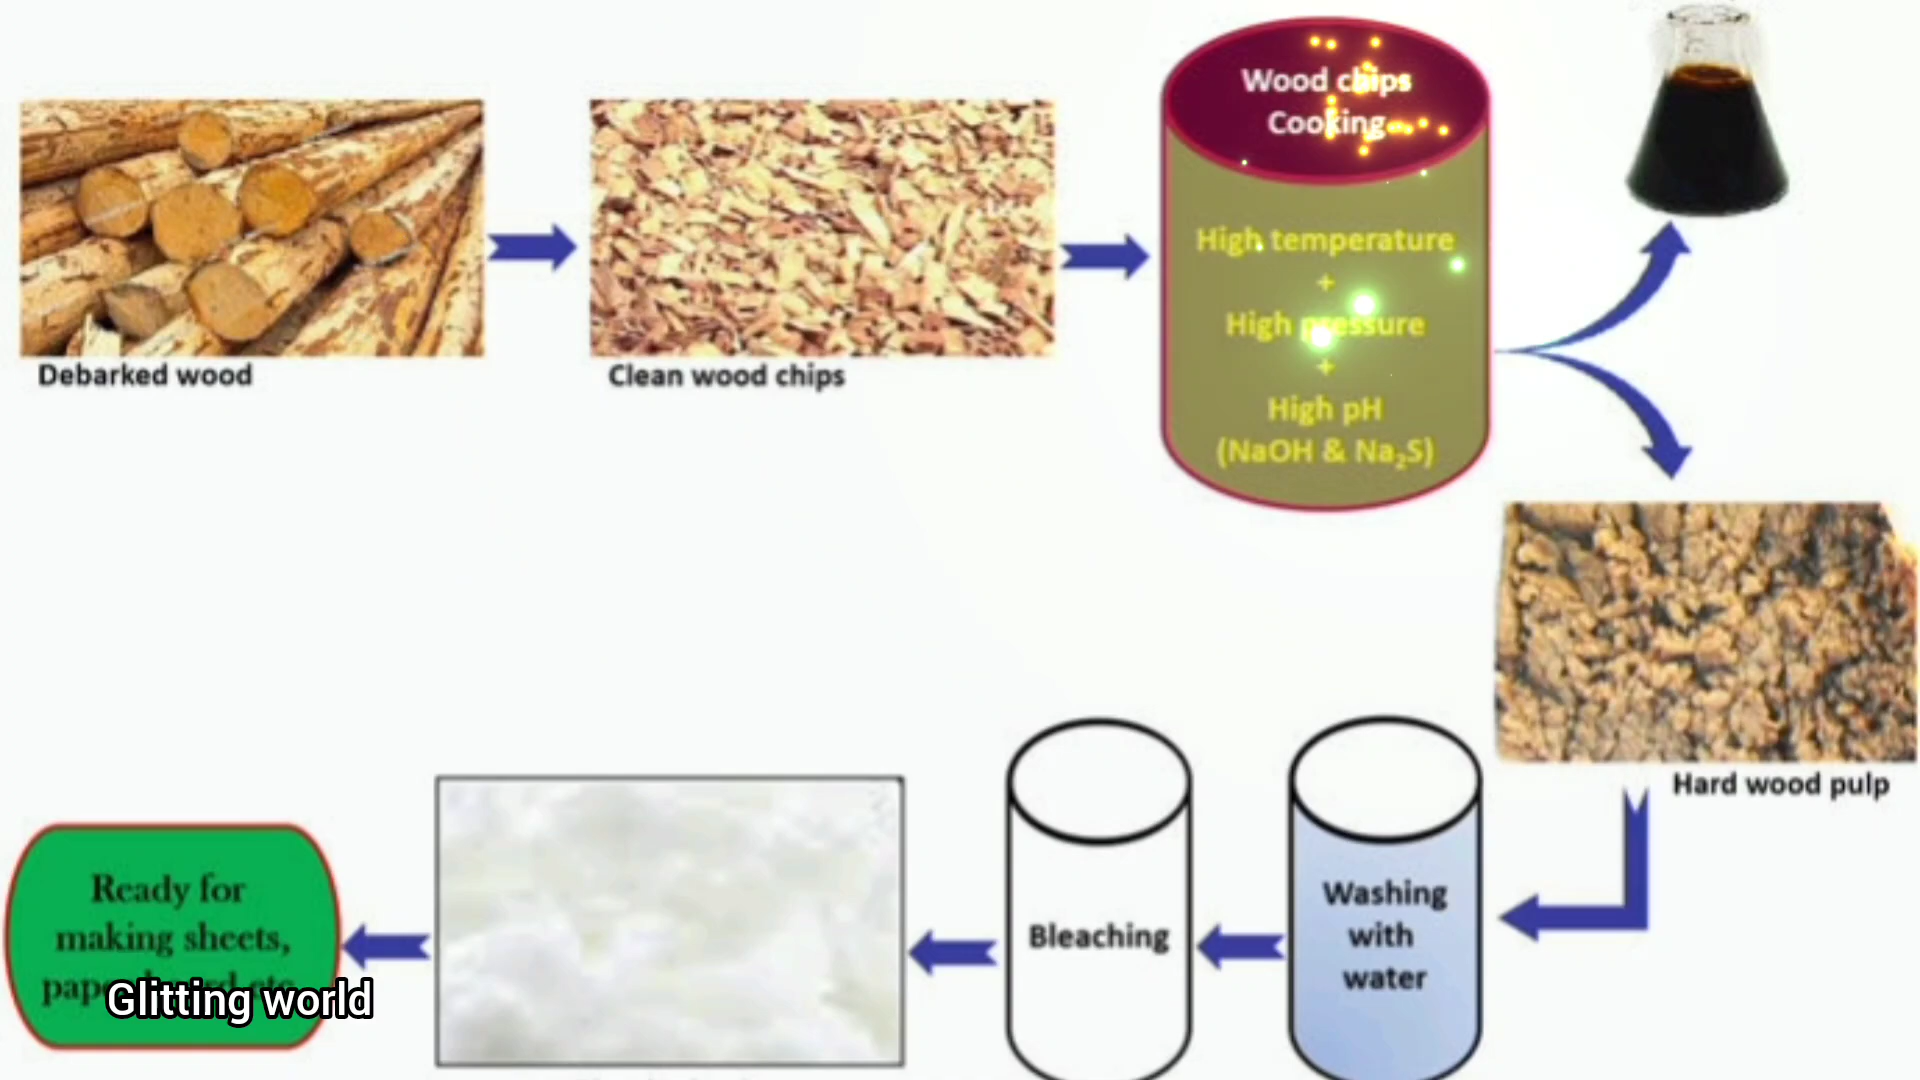 Wood chips
Cooking
High temperature
+
High pressure
+
High pH
(NaOH & Na₂S)
Debarked wood
Clean wood chips
Hard wood pulp
Washing
with
water
Bleaching
Ready for
making sheets,
Glitting world